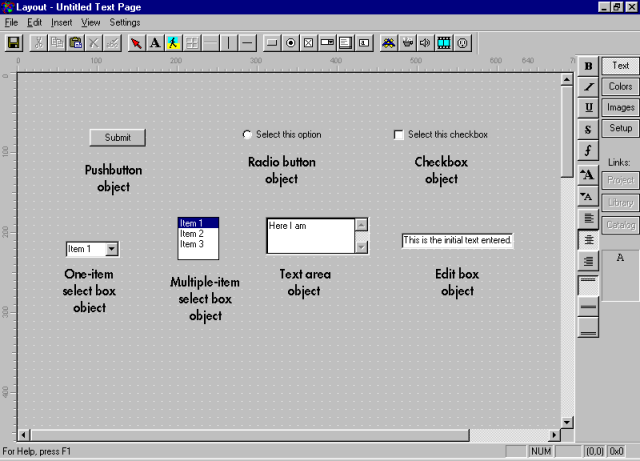 Layout - Untitled Text Page
File Edit Insert View Settings
0 100 200 300 400 500 600 640
B Text
I Colors
U Images
S Setup
f
Links:
A Project
A Library
Catalog
A
0
100
200
300
400
Submit
Select this option
Select this checkbox
Pushbutton
object
Radio button
object
Checkbox
object
Item 1
Item 1
Item 2
Item 3
Here I am
This is the initial text entered.
One-item
select box
object
Multiple-item
select box
object
Text area
object
Edit box
object
For Help, press F1
NUM
(0,0) 0x0